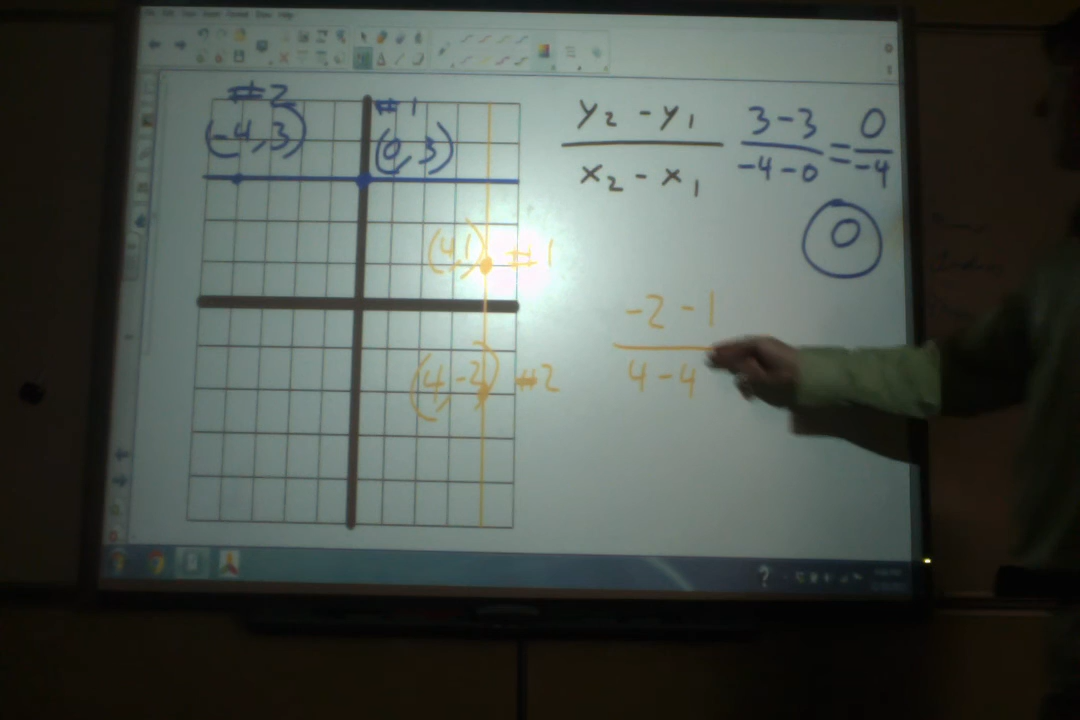 #2
(-4, 3)
#1
(0, 3)
y₂ - y₁
x₂ - x₁
3-3
-4-0
=
0
-4
0
(4,1) #1
(4, -2) #2
-2 - 1
4 - 4
?